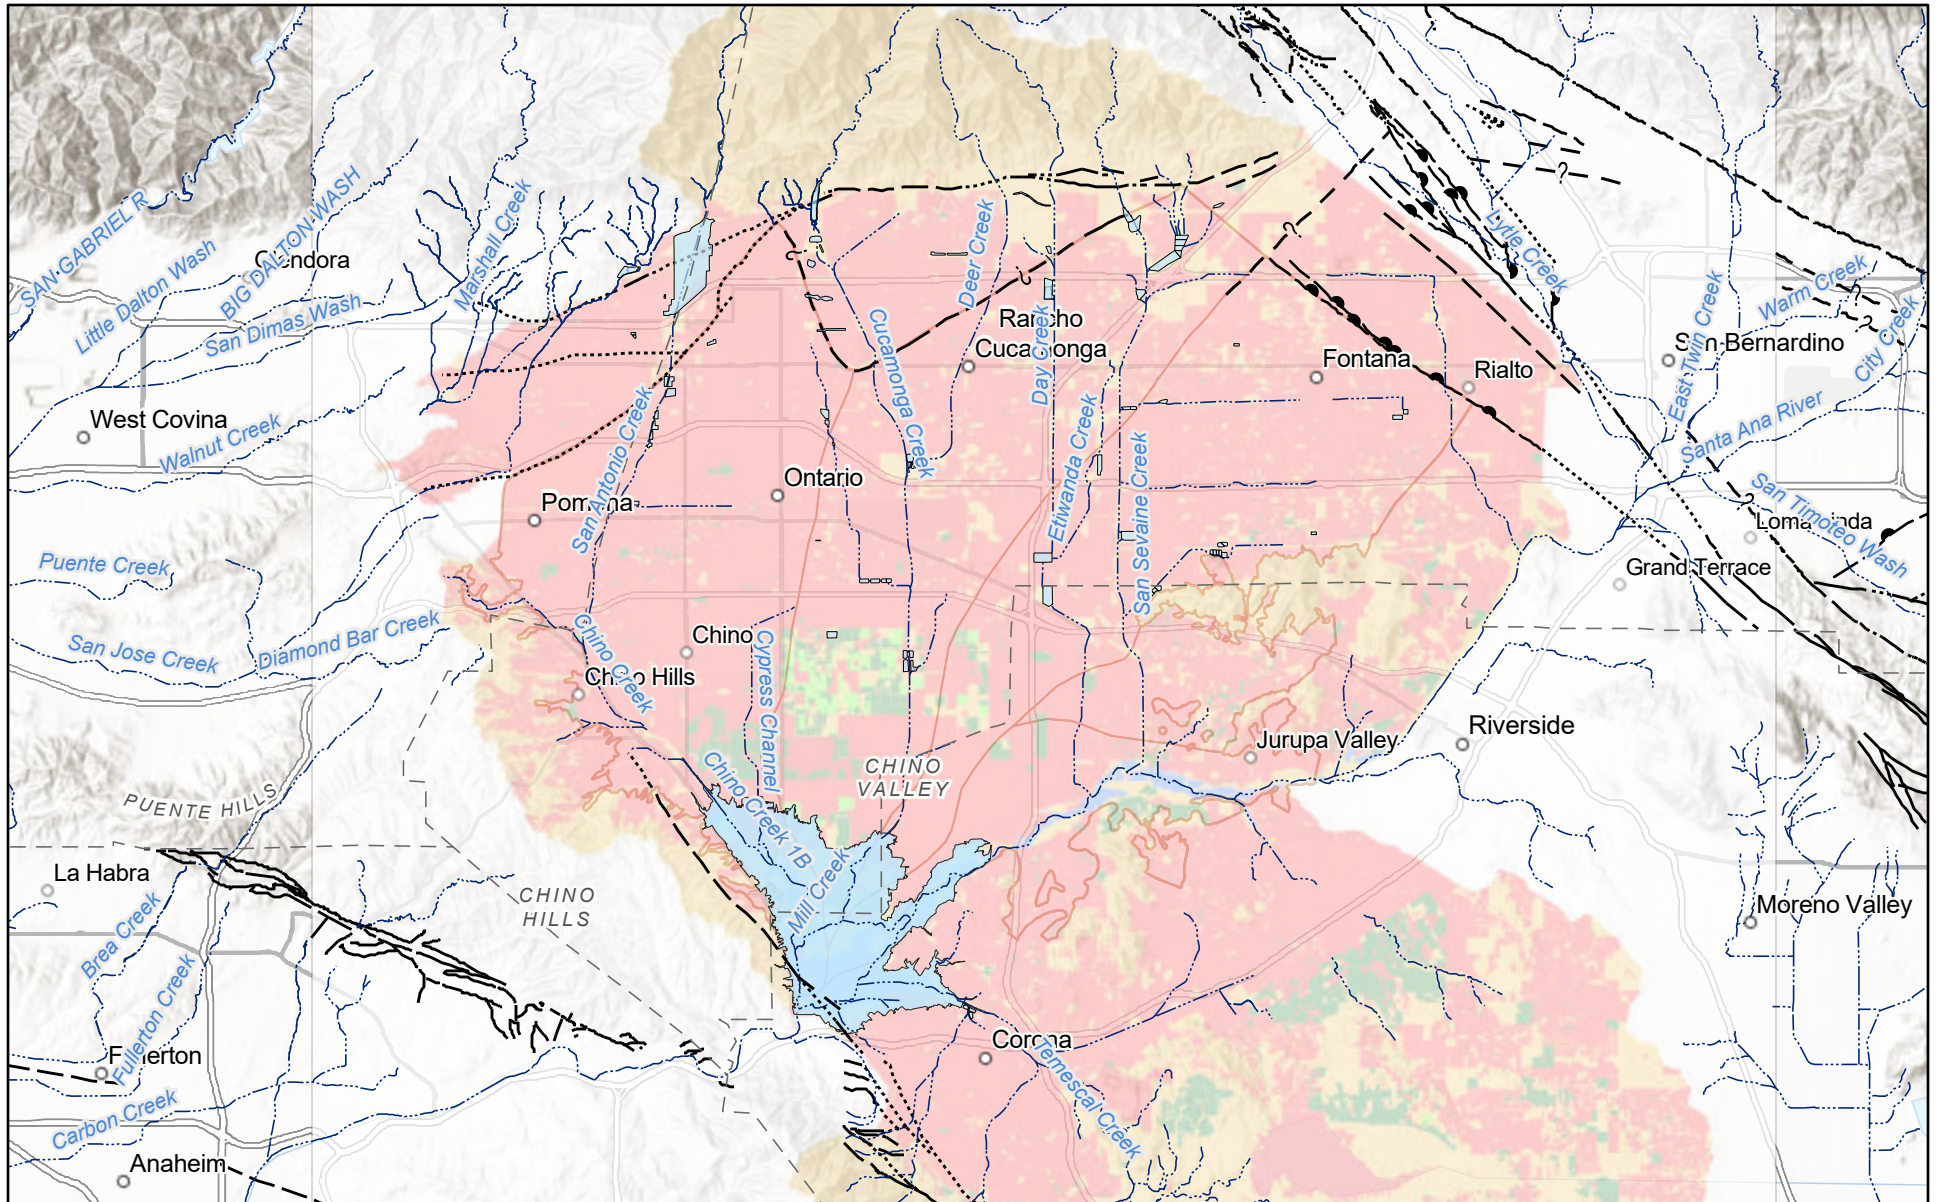 SAN GABRIEL R
Little Dalton Wash
Glendora
BIG DALTON WASH
San Dimas Wash
Marshall Creek
West Covina
Walnut Creek
Puente Creek
San Jose Creek
Diamond Bar Creek
Pomona
San Antonio Creek
Ontario
Cucamonga Creek
Deer Creek
Rancho
Cucamonga
Day Creek
Etiwanda Creek
San Sevaine Creek
Fontana
Rialto
Lytle Creek
San Bernardino
East Twin Creek
Warm Creek
City Creek
Santa Ana River
San Timoteo Wash
Loma Linda
Grand Terrace
Chino
Chino Hills
Chino Creek
Cypress Channel
Chino Creek 1B
Mill Creek
CHINO
VALLEY
Jurupa Valley
Riverside
PUENTE HILLS
La Habra
CHINO
HILLS
Brea Creek
Fullerton Creek
Fullerton
Carbon Creek
Anaheim
Corona
Temescal Creek
Moreno Valley
?
?
?
?
?
?
?